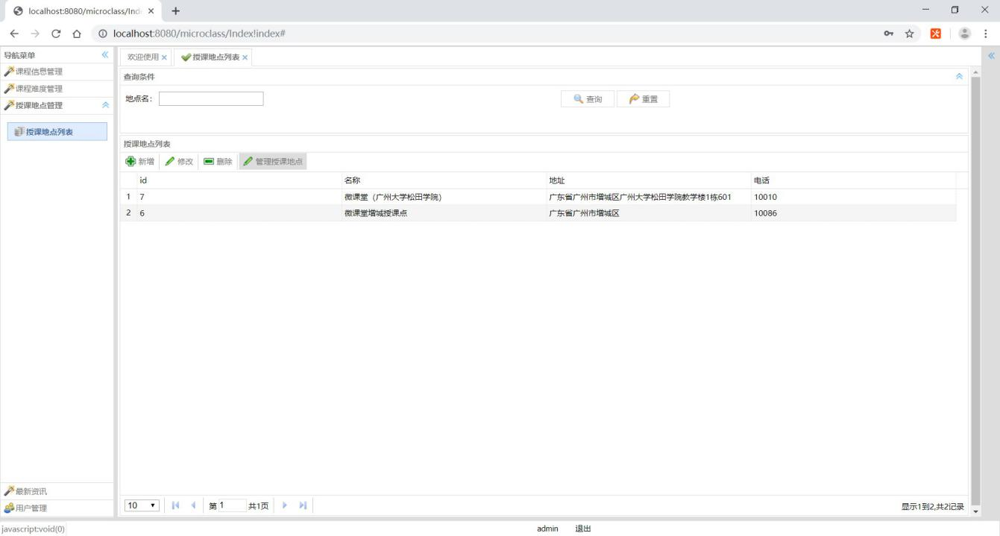 localhost:8080/microclass/Ind
localhost:8080/microclass/Index!index#
导航菜单
欢迎使用
授课地点列表
课程信息管理
课程难度管理
授课地点管理
授课地点列表
查询条件
地点名:
查询
重置
授课地点列表
新增
修改
删除
管理授课地点
id 名称 地址 电话
1 7 微课堂（广州大学松田学院） 广东省广州市增城区广州大学松田学院教学楼1栋601 10010
2 6 微课堂增城授课点 广东省广州市增城区 10086
最新资讯
用户管理
10 第 1 共1页
显示1到2,共2记录
javascript:void(0)
admin 退出